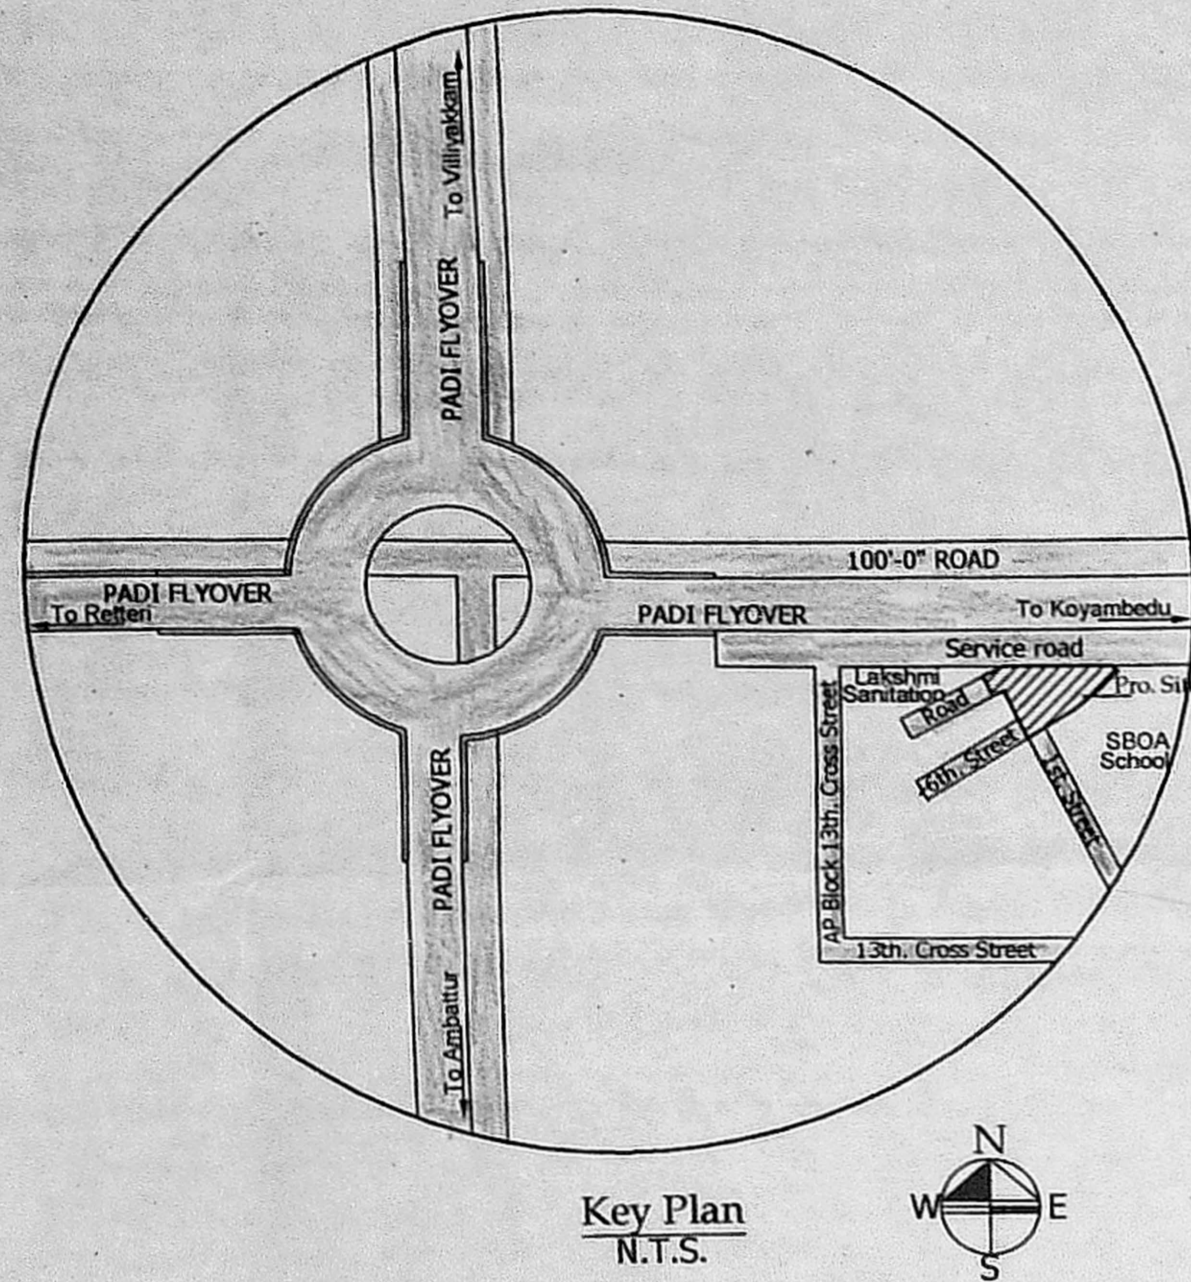 To Villivakkam
PADI FLYOVER
100'-0" ROAD
PADI FLYOVER
To Retteri
PADI FLYOVER
To Koyambedu
Service road
Lakshmi
Sanitation
Road
Pro. Sit
16th. Street
SBOA
School
1st. Street
AP Block 13th. Cross Street
13th. Cross Street
PADI FLYOVER
To Ambattur
Key Plan
N.T.S.
N
W E
S